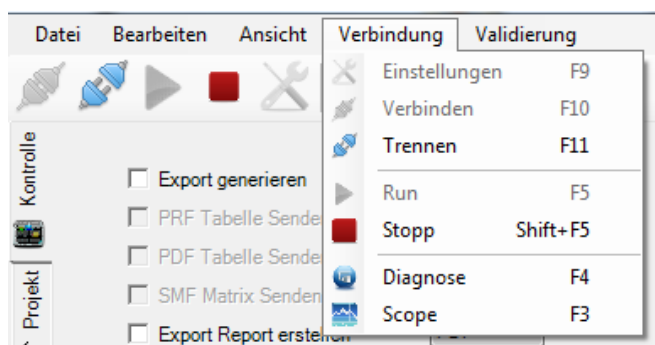 Datei Bearbeiten Ansicht Verbindung Validierung
Einstellungen F9
Verbinden F10
Trennen F11
Run F5
Stopp Shift+F5
Diagnose F4
Scope F3
Kontrolle
Projekt
Export generieren
PRF Tabelle Sende
PDF Tabelle Sende
SMF Matrix Senden
Export Report erstellen